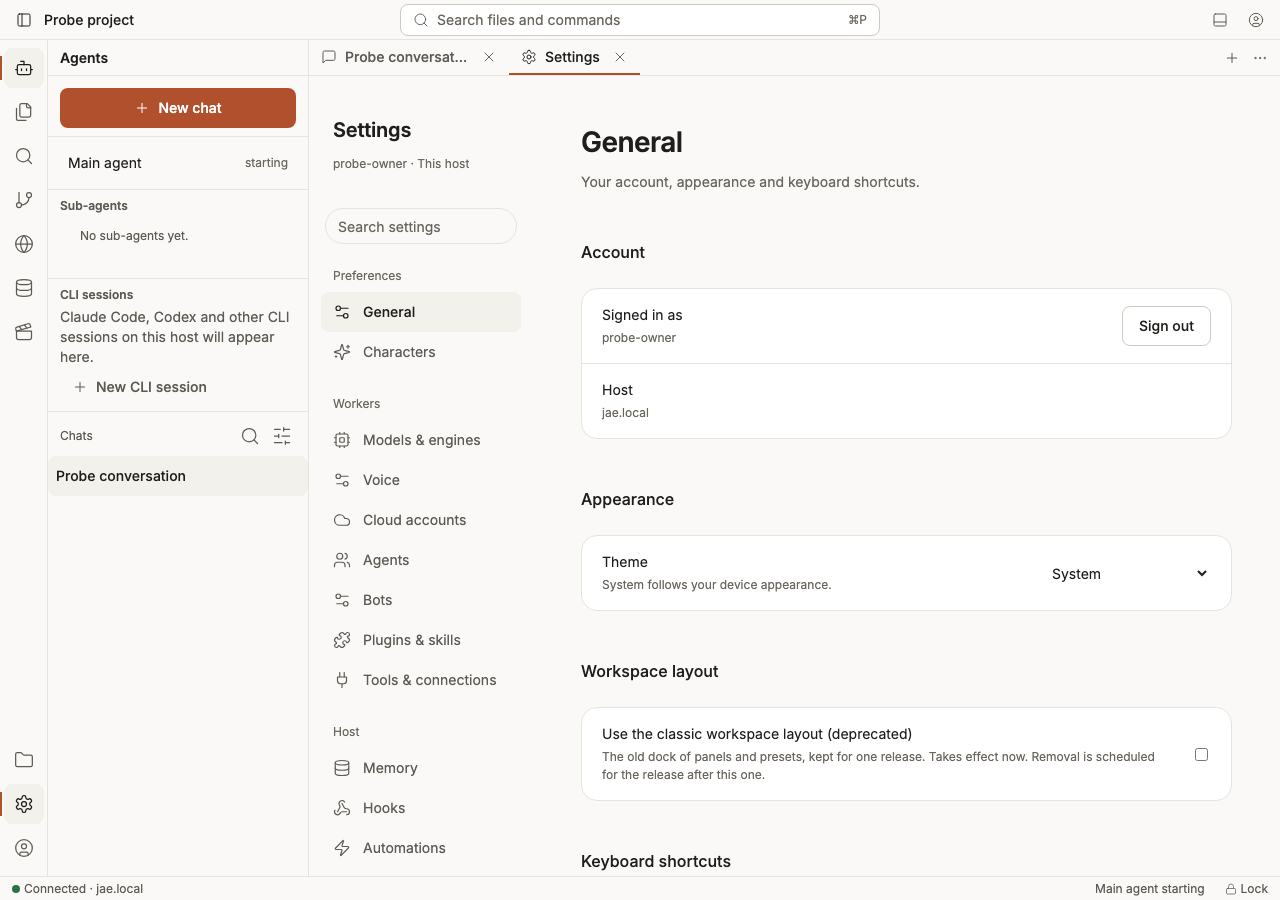 Probe project
Search files and commands
⌘P
Agents
Probe conversat...
Settings
New chat
Main agent
starting
Sub-agents
No sub-agents yet.
CLI sessions
Claude Code, Codex and other CLI
sessions on this host will appear
here.
New CLI session
Chats
Probe conversation
Settings
probe-owner · This host
Search settings
Preferences
General
Characters
Workers
Models & engines
Voice
Cloud accounts
Agents
Bots
Plugins & skills
Tools & connections
Host
Memory
Hooks
Automations
General
Your account, appearance and keyboard shortcuts.
Account
Signed in as
probe-owner
Sign out
Host
jae.local
Appearance
Theme
System follows your device appearance.
System
Workspace layout
Use the classic workspace layout (deprecated)
The old dock of panels and presets, kept for one release. Takes effect now. Removal is scheduled
for the release after this one.
Keyboard shortcuts
Connected · jae.local
Main agent starting
Lock